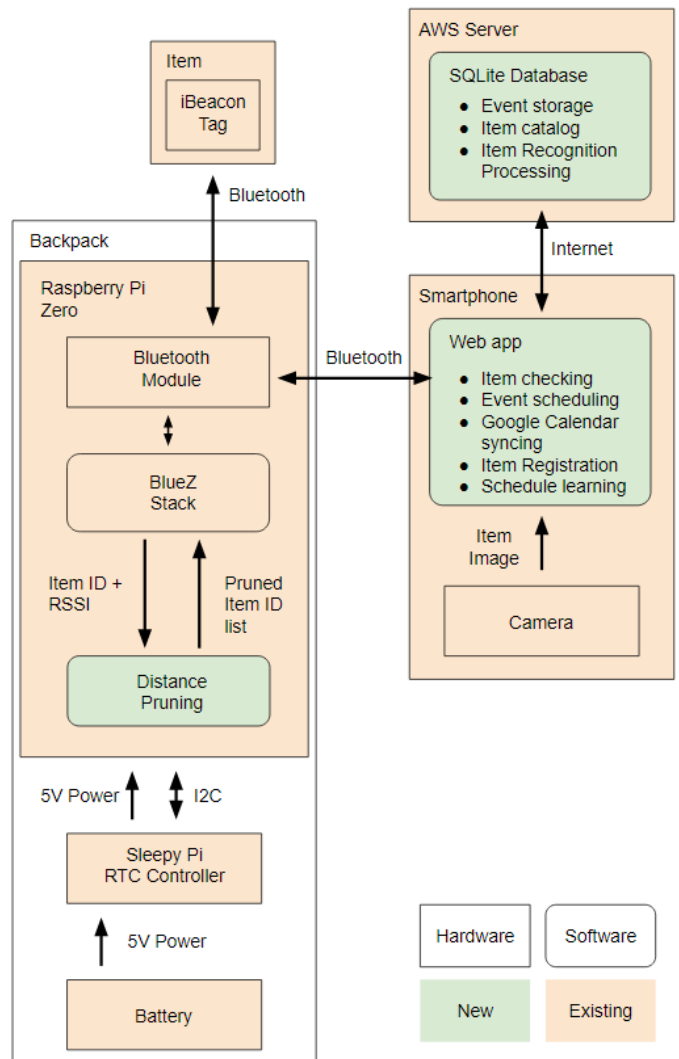 Item
iBeacon
Tag
Bluetooth
Backpack
Raspberry Pi
Zero
Bluetooth
Module
BlueZ
Stack
Item ID +
RSSI
Pruned
Item ID
list
Distance
Pruning
5V Power
I2C
Sleepy Pi
RTC Controller
5V Power
Battery
Bluetooth
AWS Server
SQLite Database
● Event storage
● Item catalog
● Item Recognition
Processing
Internet
Smartphone
Web app
● Item checking
● Event scheduling
● Google Calendar
syncing
● Item Registration
● Schedule learning
Item
Image
Camera
Hardware
Software
New
Existing